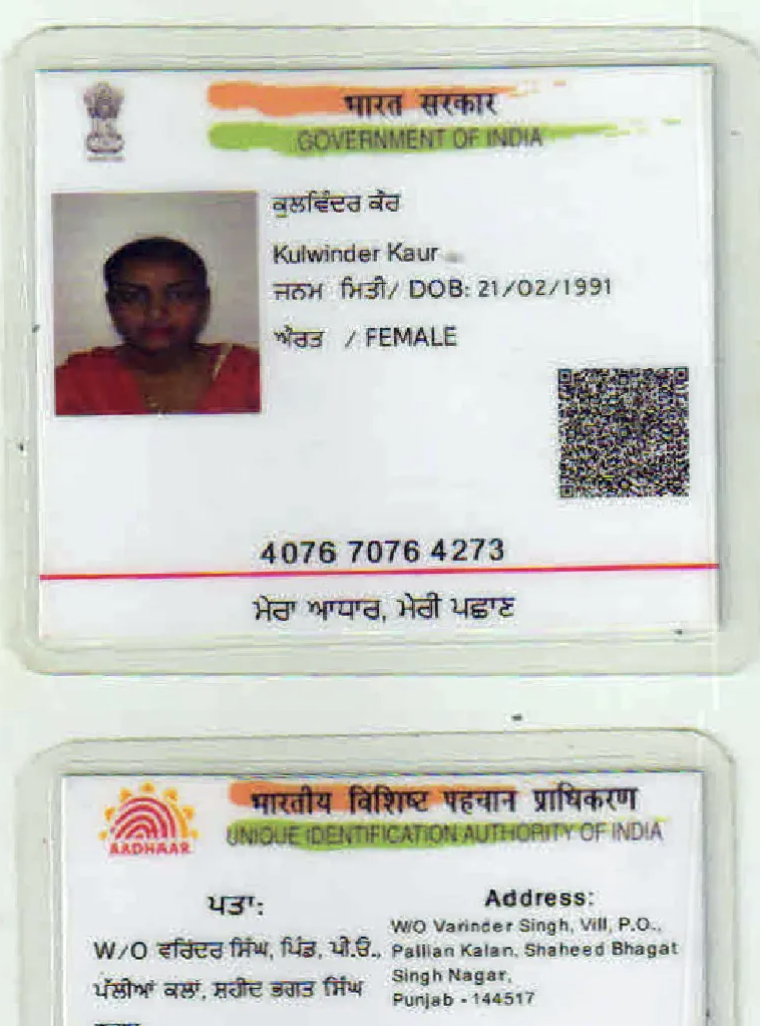 भारत सरकार
GOVERNMENT OF INDIA
ਕੁਲਵਿੰਦਰ ਕੌਰ
Kulwinder Kaur
ਜਨਮ ਮਿਤੀ/ DOB: 21/02/1991
ਔਰਤ / FEMALE
4076 7076 4273
ਮੇਰਾ ਆਧਾਰ, ਮੇਰੀ ਪਛਾਣ
भारतीय विशिष्ट पहचान प्राधिकरण
AADHAAR
UNIQUE IDENTIFICATION AUTHORITY OF INDIA
ਪਤਾ:
W/O ਵਰਿੰਦਰ ਸਿੰਘ, ਪਿੰਡ, ਪੀ.ਓ.,
ਪੱਲੀਆਂ ਕਲਾਂ, ਸ਼ਹੀਦ ਭਗਤ ਸਿੰਘ
Address:
W/O Varinder Singh, Vill, P.O.,
Pallian Kalan, Shaheed Bhagat
Singh Nagar,
Punjab - 144517